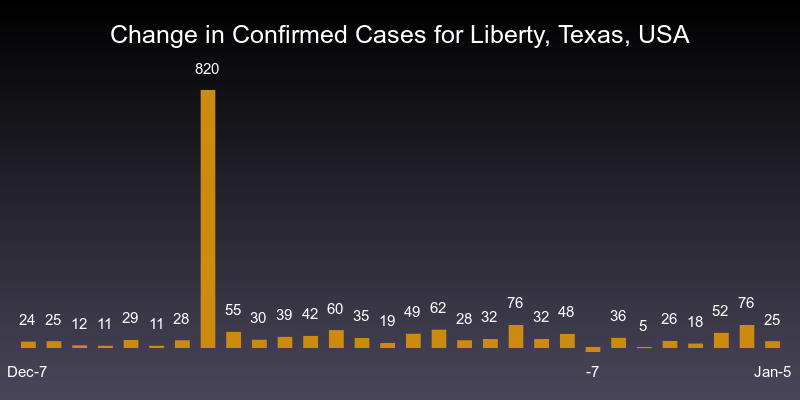 Change in Confirmed Cases for Liberty, Texas, USA
820
24 25 12 11 29 11 28 55 30 39 42 60 35 19 49 62 28 32 76 32 48 36 5 26 18 52 76 25
Dec-7 -7 Jan-5